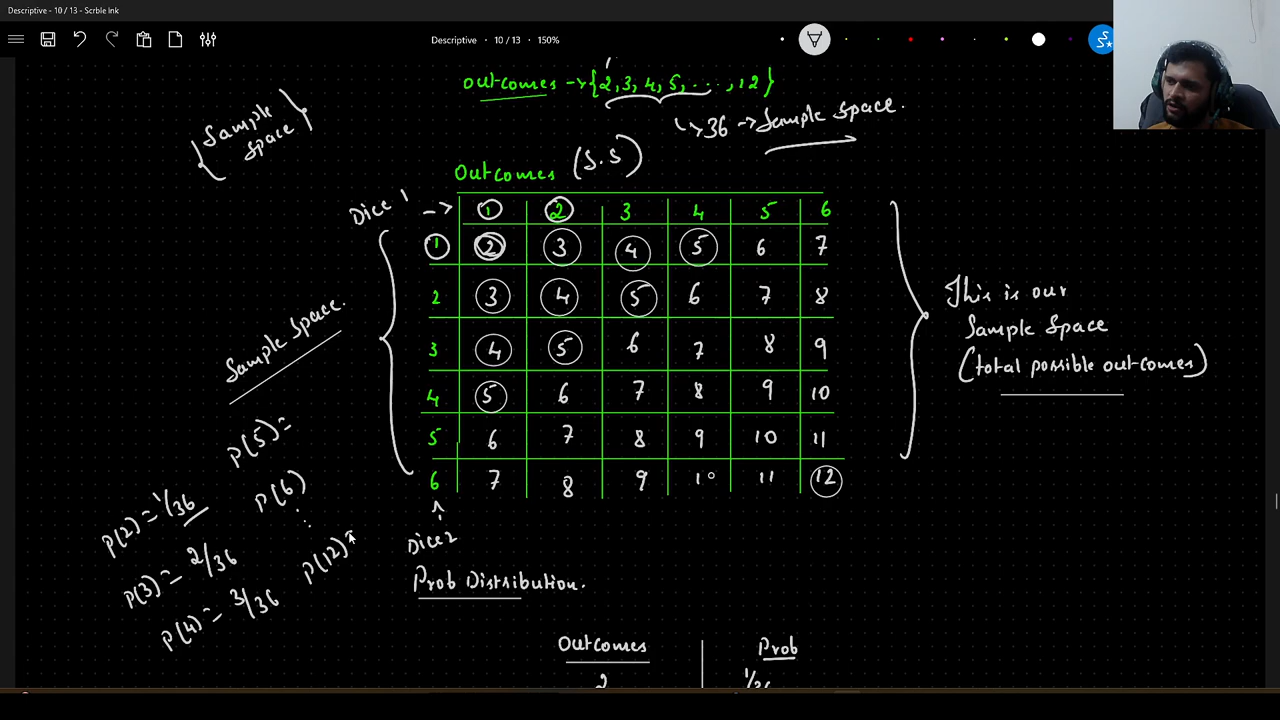 Descriptive - 10 / 13 - Scrble Ink
Descriptive • 10 / 13 • 150%
outcomes -> {2, 3, 4, 5, ..., 12}
↳ 36 -> Sample Space.
{Sample Space}
Outcomes (S.S)
Dice 1 -> 1 2 3 4 5 6
1 2 3 4 5 6 7
2 3 4 5 6 7 8
3 4 5 6 7 8 9
4 5 6 7 8 9 10
5 6 7 8 9 10 11
6 7 8 9 10 11 12
Dice 2
Sample Space.
This is our
Sample Space
(total possible outcomes)
P(2) = 1/36
P(3) = 2/36
P(4) = 3/36
P(5) =
P(6)
⋮
P(12) =
Prob Distribution.
Outcomes | Prob
2 | 1/36